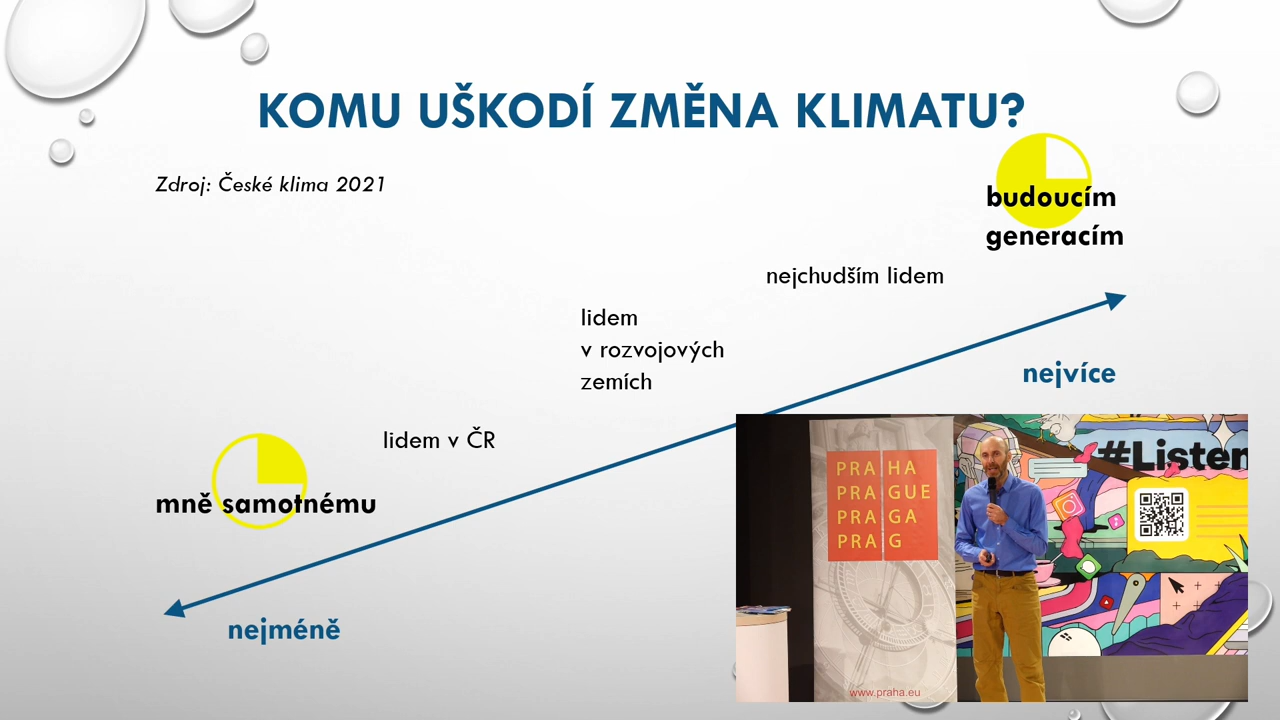 KOMU UŠKODÍ ZMĚNA KLIMATU?
Zdroj: České klima 2021
budoucím
generacím
nejchudším lidem
lidem
v rozvojových
zemích
nejvíce
lidem v ČR
mně samotnému
nejméně
PRA HA
PRA GUE
PRA GA
PRA G
www.praha.eu
#Listen